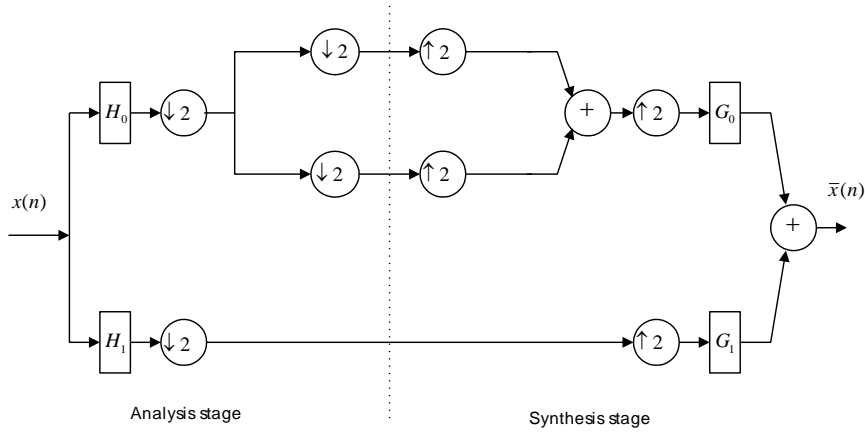 ↓2 ↑2
H₀ ↓2 + ↑2 G₀
↓2 ↑2
x(n) x̅(n)
+
H₁ ↓2 ↑2 G₁
Analysis stage Synthesis stage